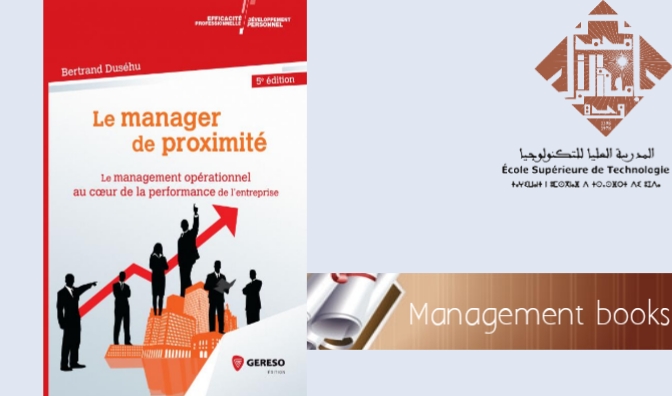 EFFICACITÉ
PROFESSIONNELLE
DÉVELOPPEMENT
PERSONNEL
Bertrand Duséhu
5e édition
Le manager
de proximité
Le management opérationnel
au cœur de la performance de l'entreprise
GERESO
ÉDITION
المدرسة العليا للتكنولوجيا
École Supérieure de Technologie
Management books